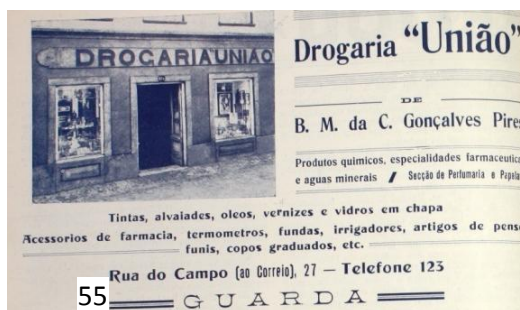 DROGARIA UNIÃO
Drogaria “União”
DE
B. M. da C. Gonçalves Pires
Produtos quimicos, especialidades farmaceutica
e aguas minerais / Secção de Perfumaria e Papela
Tintas, alvaiades, oleos, vernizes e vidros em chapa
Acessorios de farmacia, termometros, fundas, irrigadores, artigos de penso
funis, copos graduados, etc.
Rua do Campo (ao Correio), 27 — Telefone 123
55
GUARDA